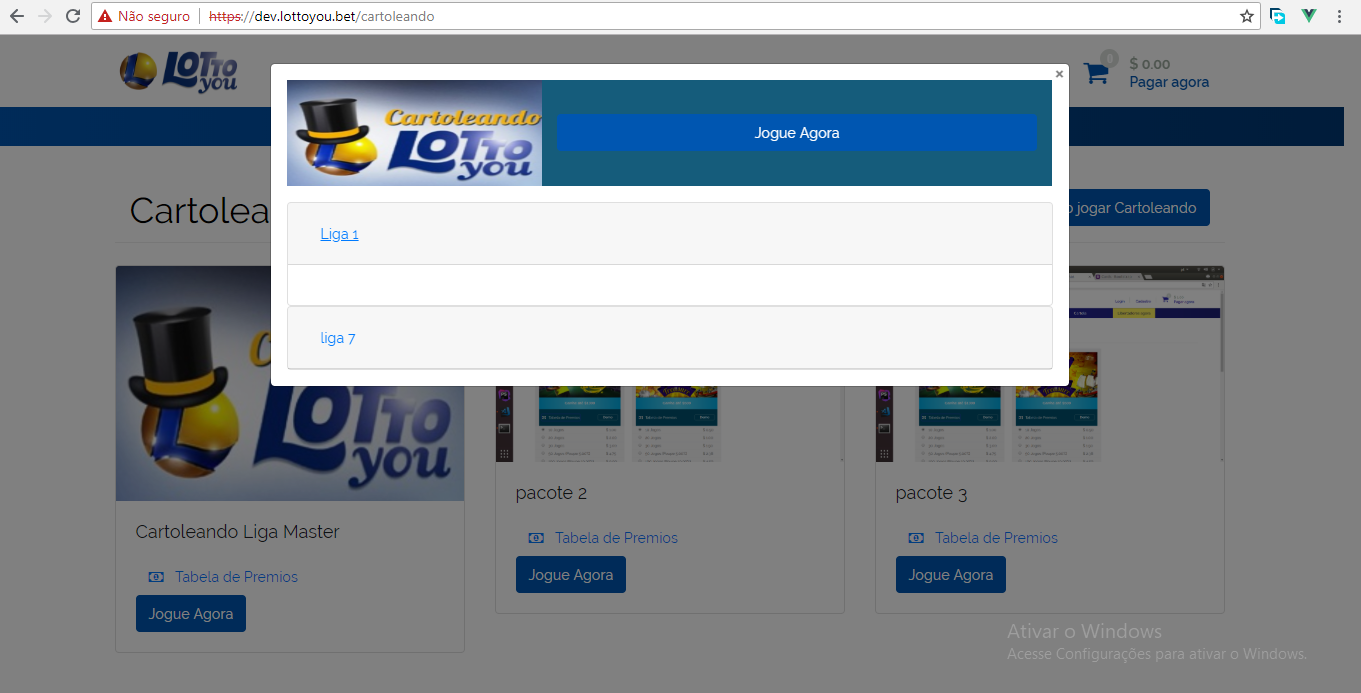 Não seguro
https://dev.lottoyou.bet/cartoleando
LOTTO
you
0
$ 0.00
Pagar agora
Cartoleando
LOTTO
you
Jogue Agora
Cartolea
o jogar Cartoleando
Liga 1
liga 7
LOTTO
you
Cartoleando Liga Master
Tabela de Premios
Jogue Agora
pacote 2
Tabela de Premios
Jogue Agora
pacote 3
Tabela de Premios
Jogue Agora
Ativar o Windows
Acesse Configurações para ativar o Windows.